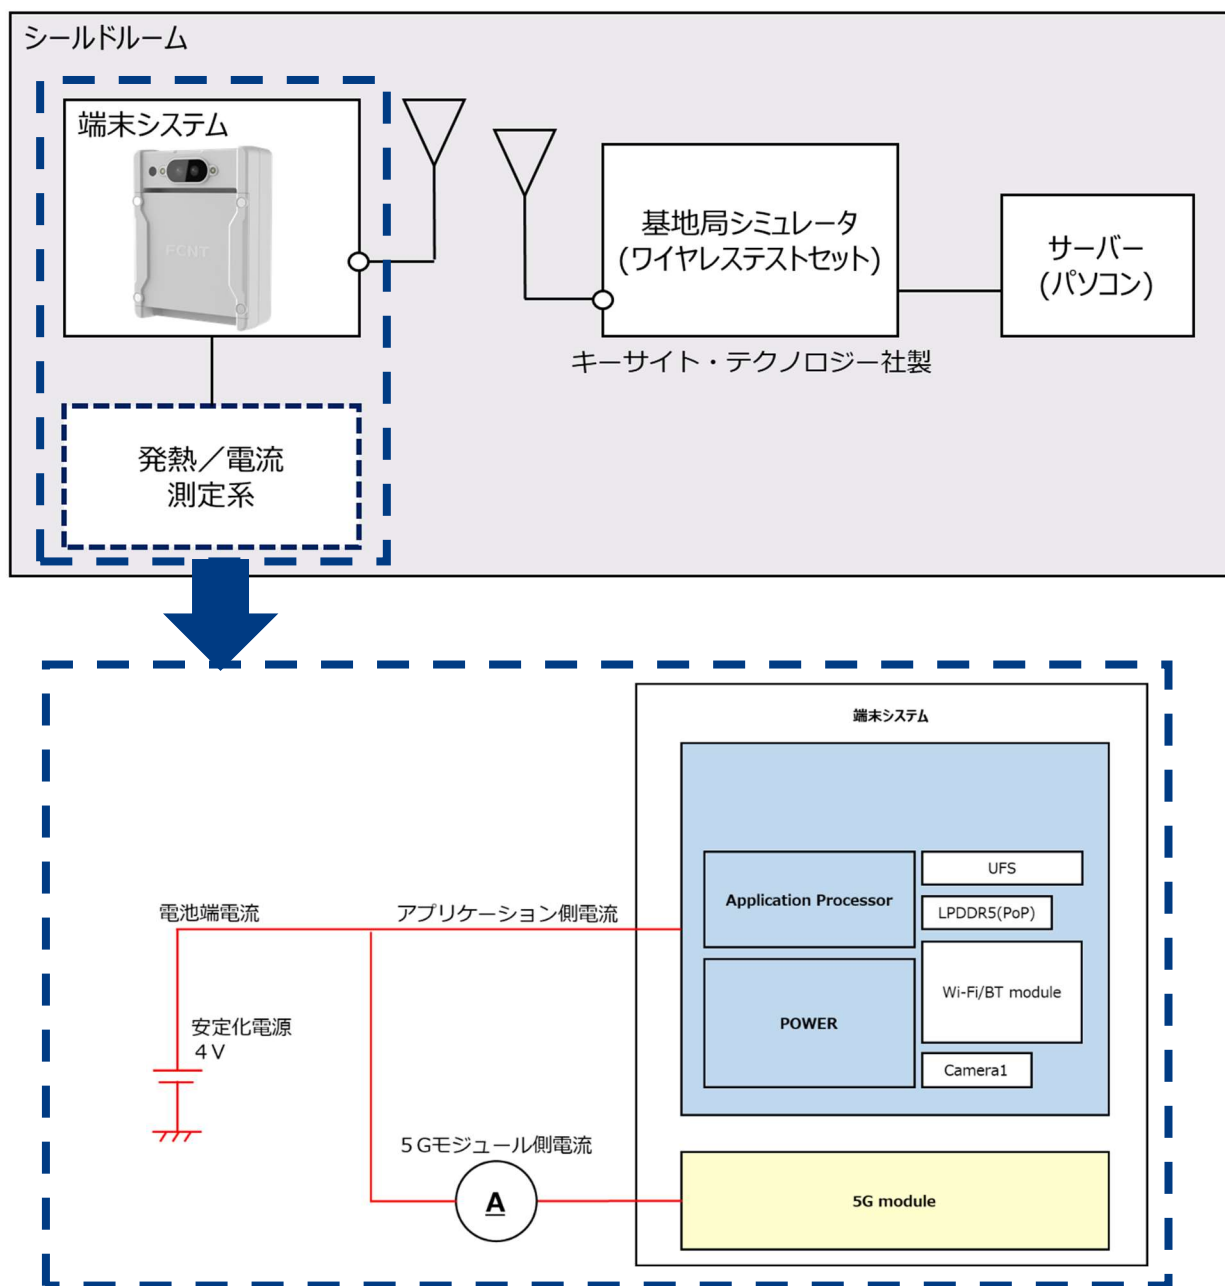 シールドルーム
端末システム
FCNT
基地局シミュレータ
(ワイヤレステストセット)
サーバー
(パソコン)
キーサイト・テクノロジー社製
発熱／電流
測定系
端末システム
Application Processor
UFS
LPDDR5(PoP)
電池端電流
アプリケーション側電流
Wi-Fi/BT module
POWER
安定化電源
４V
Camera1
５Gモジュール側電流
A
5G module